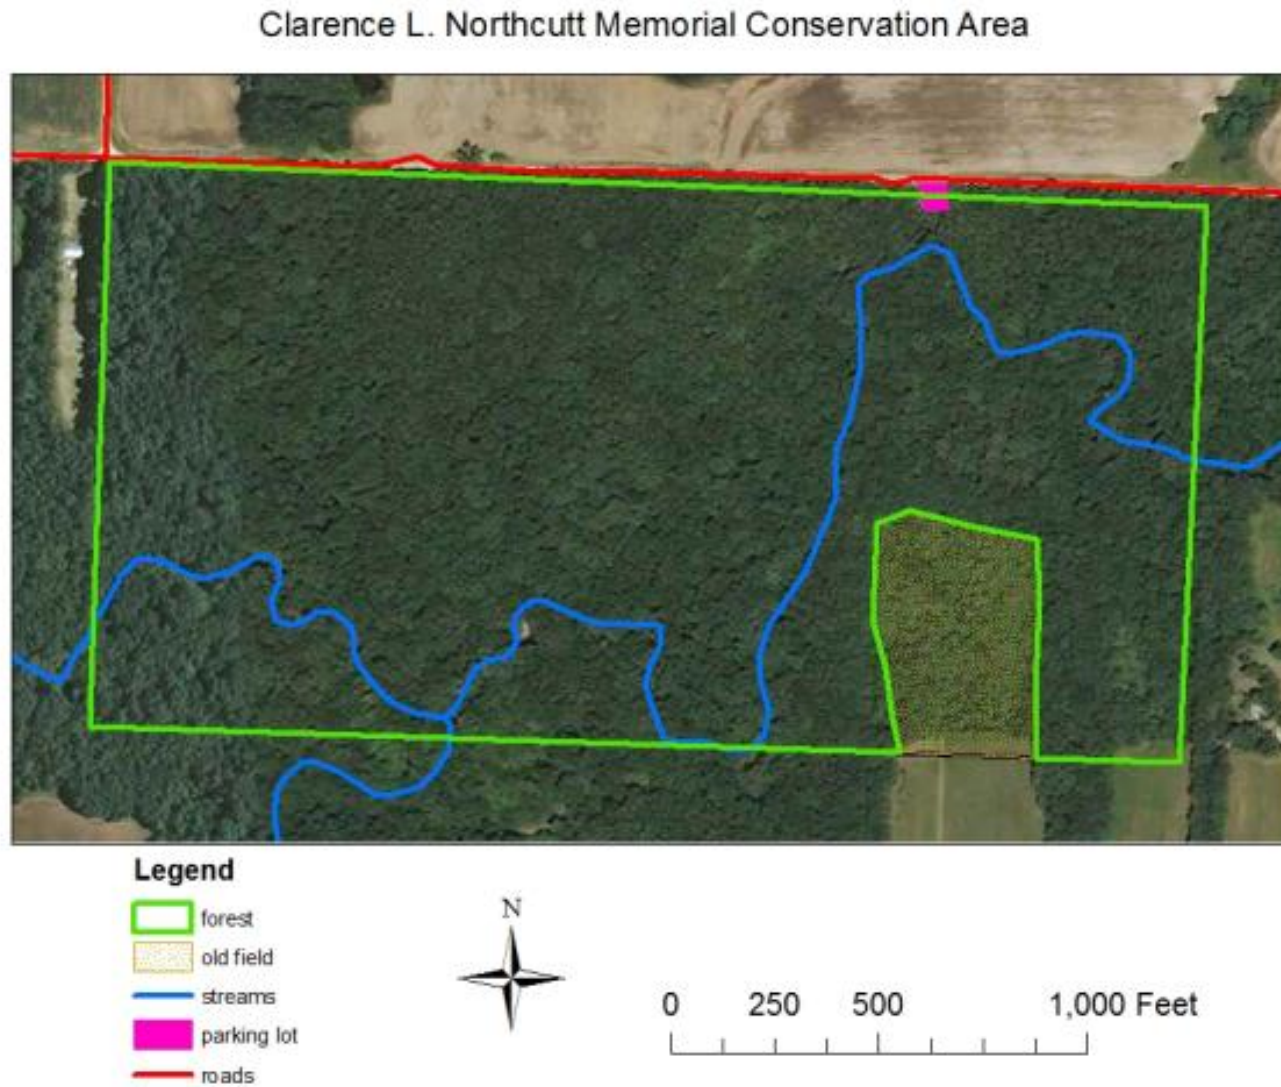 Clarence L. Northcutt Memorial Conservation Area
Legend
forest
old field
streams
parking lot
roads
N
0 250 500 1,000 Feet